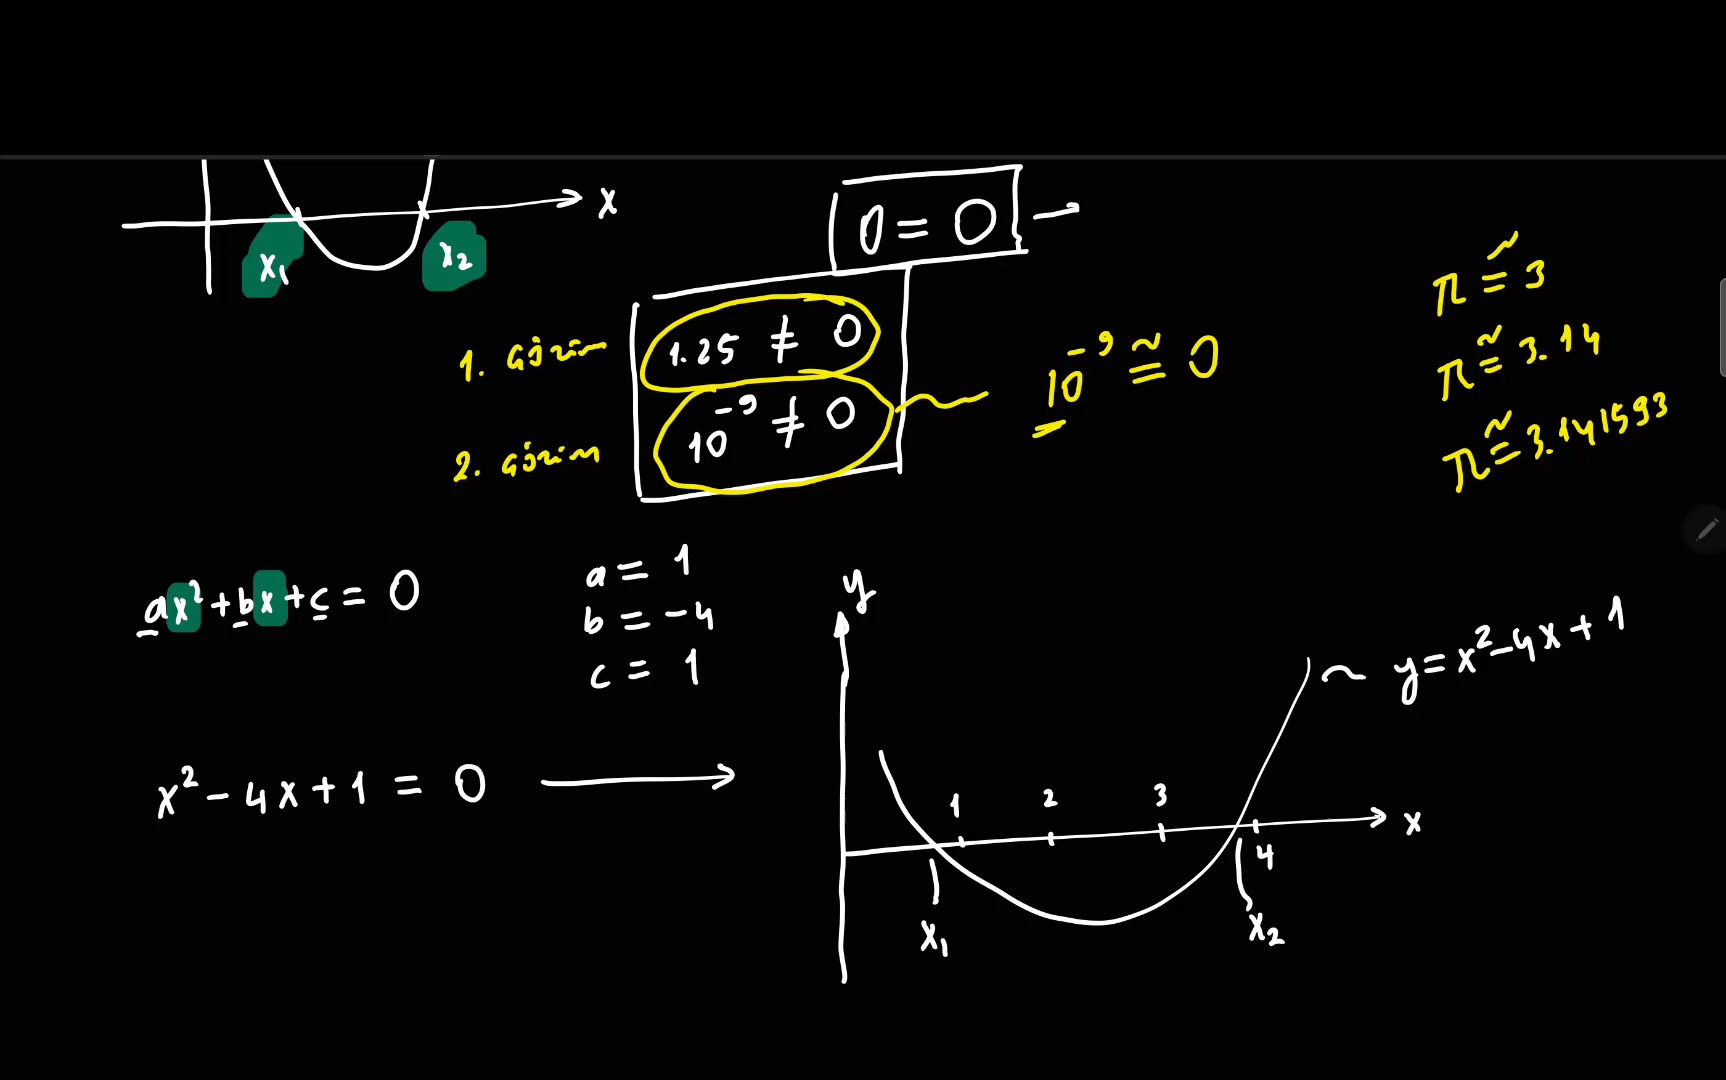 x
x₁
x₂
0 = 0
1. çözüm
1.25 ≠ 0
2. çözüm
10⁻⁹ ≠ 0
10⁻⁹ ≅ 0
π ≅ 3
π ≅ 3.14
π ≅ 3.141593
ax² + bx + c = 0
a = 1
b = -4
c = 1
x² - 4x + 1 = 0
y
y = x² - 4x + 1
1 2 3 4
x
x₁
x₂